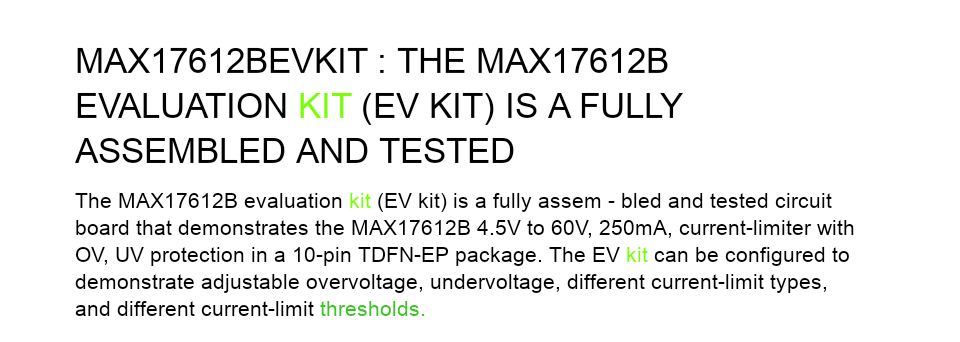 MAX17612BEVKIT : THE MAX17612B
EVALUATION KIT (EV KIT) IS A FULLY
ASSEMBLED AND TESTED
The MAX17612B evaluation kit (EV kit) is a fully assem - bled and tested circuit
board that demonstrates the MAX17612B 4.5V to 60V, 250mA, current-limiter with
OV, UV protection in a 10-pin TDFN-EP package. The EV kit can be configured to
demonstrate adjustable overvoltage, undervoltage, different current-limit types,
and different current-limit thresholds.